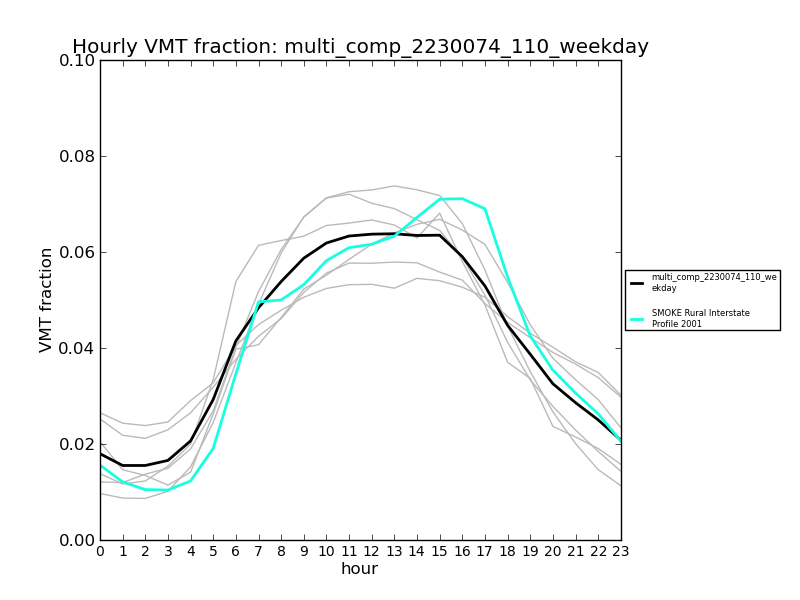 Hourly VMT fraction: multi_comp_2230074_110_weekday
0.10
0.08
0.06
0.04
0.02
0.00
VMT fraction
0 1 2 3 4 5 6 7 8 9 10 11 12 13 14 15 16 17 18 19 20 21 22 23
hour
multi_comp_2230074_110_we
ekday
SMOKE Rural Interstate
Profile 2001